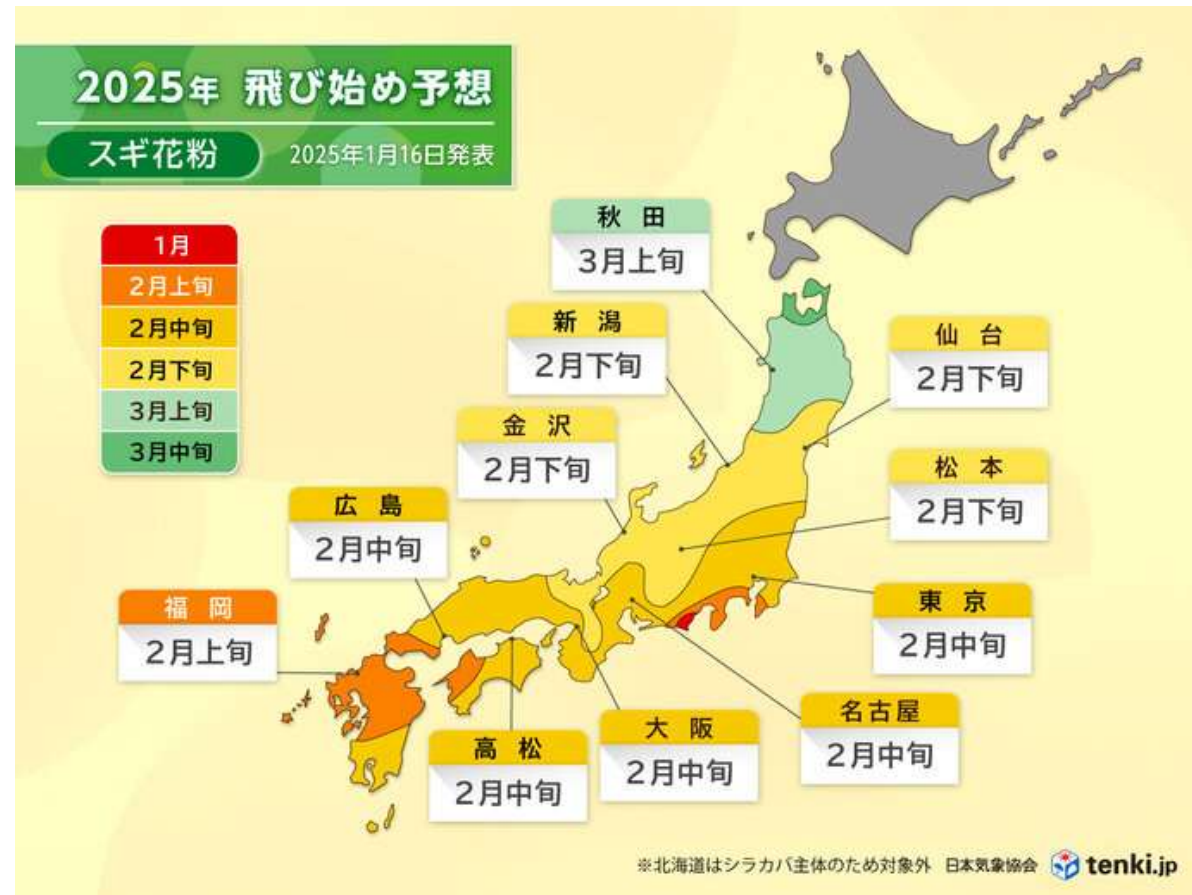 2025年 飛び始め予想
スギ花粉 2025年1月16日発表
1月
2月上旬
2月中旬
2月下旬
3月上旬
3月中旬
秋田
3月上旬
新潟
2月下旬
仙台
2月下旬
金沢
2月下旬
松本
2月下旬
広島
2月中旬
福岡
2月上旬
東京
2月中旬
名古屋
2月中旬
大阪
2月中旬
高松
2月中旬
※北海道はシラカバ主体のため対象外 日本気象協会 tenki.jp